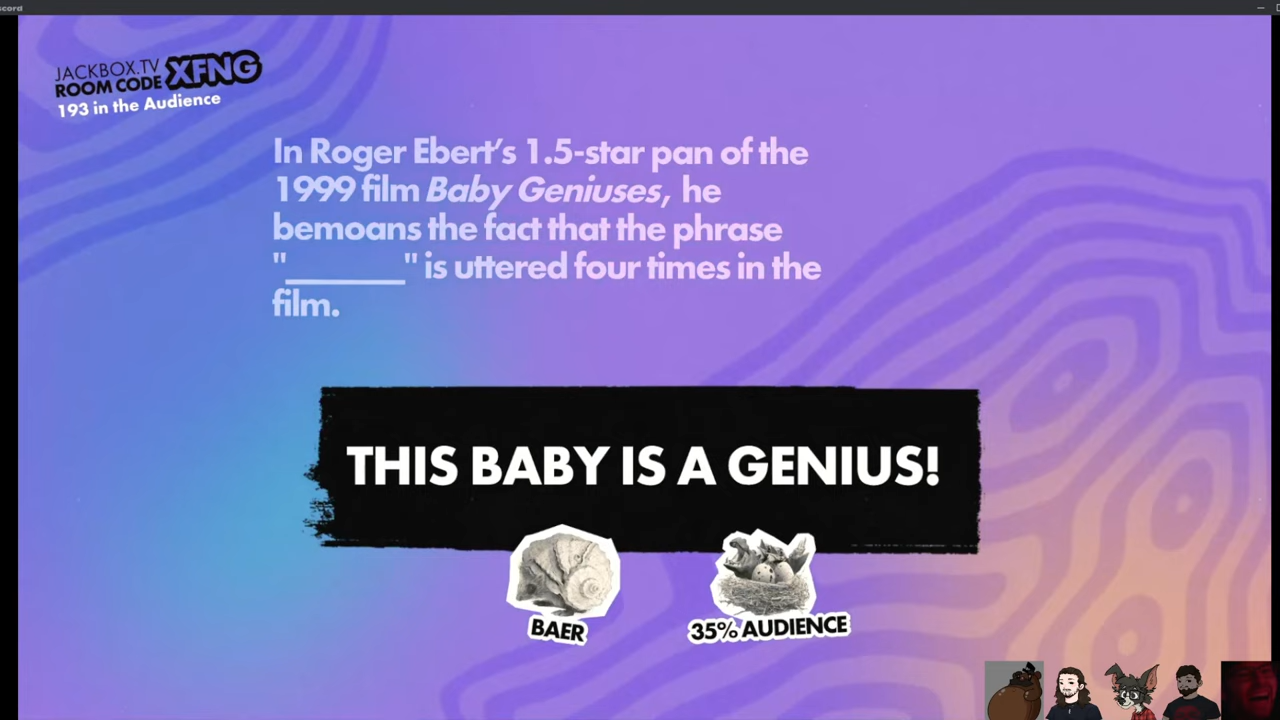 scord
JACKBOX.TV
ROOM CODE XFNG
193 in the Audience
In Roger Ebert's 1.5-star pan of the
1999 film Baby Geniuses, he
bemoans the fact that the phrase
"_______" is uttered four times in the
film.
THIS BABY IS A GENIUS!
BAER
35% AUDIENCE